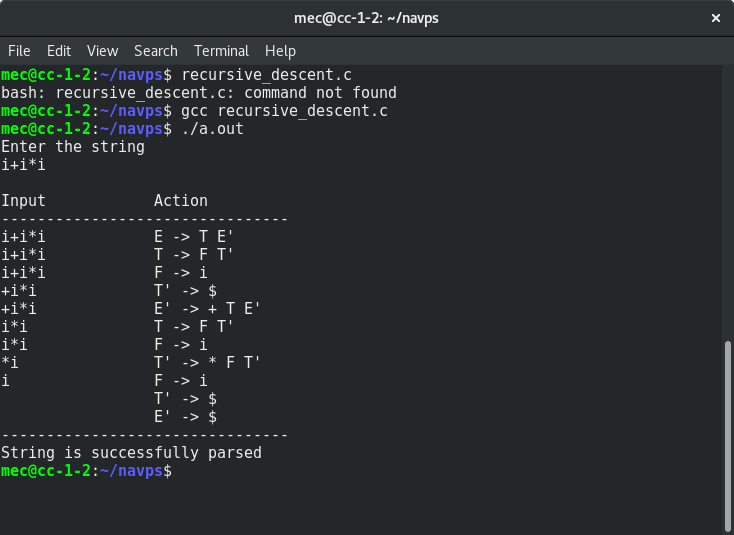 mec@cc-1-2: ~/navps ×
File Edit View Search Terminal Help
mec@cc-1-2:~/navps$ recursive_descent.c
bash: recursive_descent.c: command not found
mec@cc-1-2:~/navps$ gcc recursive_descent.c
mec@cc-1-2:~/navps$ ./a.out
Enter the string
i+i*i

Input            Action
--------------------------------
i+i*i            E -> T E'
i+i*i            T -> F T'
i+i*i            F -> i
+i*i             T' -> $
+i*i             E' -> + T E'
i*i              T -> F T'
i*i              F -> i
*i               T' -> * F T'
i                F -> i
                 T' -> $
                 E' -> $
--------------------------------
String is successfully parsed
mec@cc-1-2:~/navps$